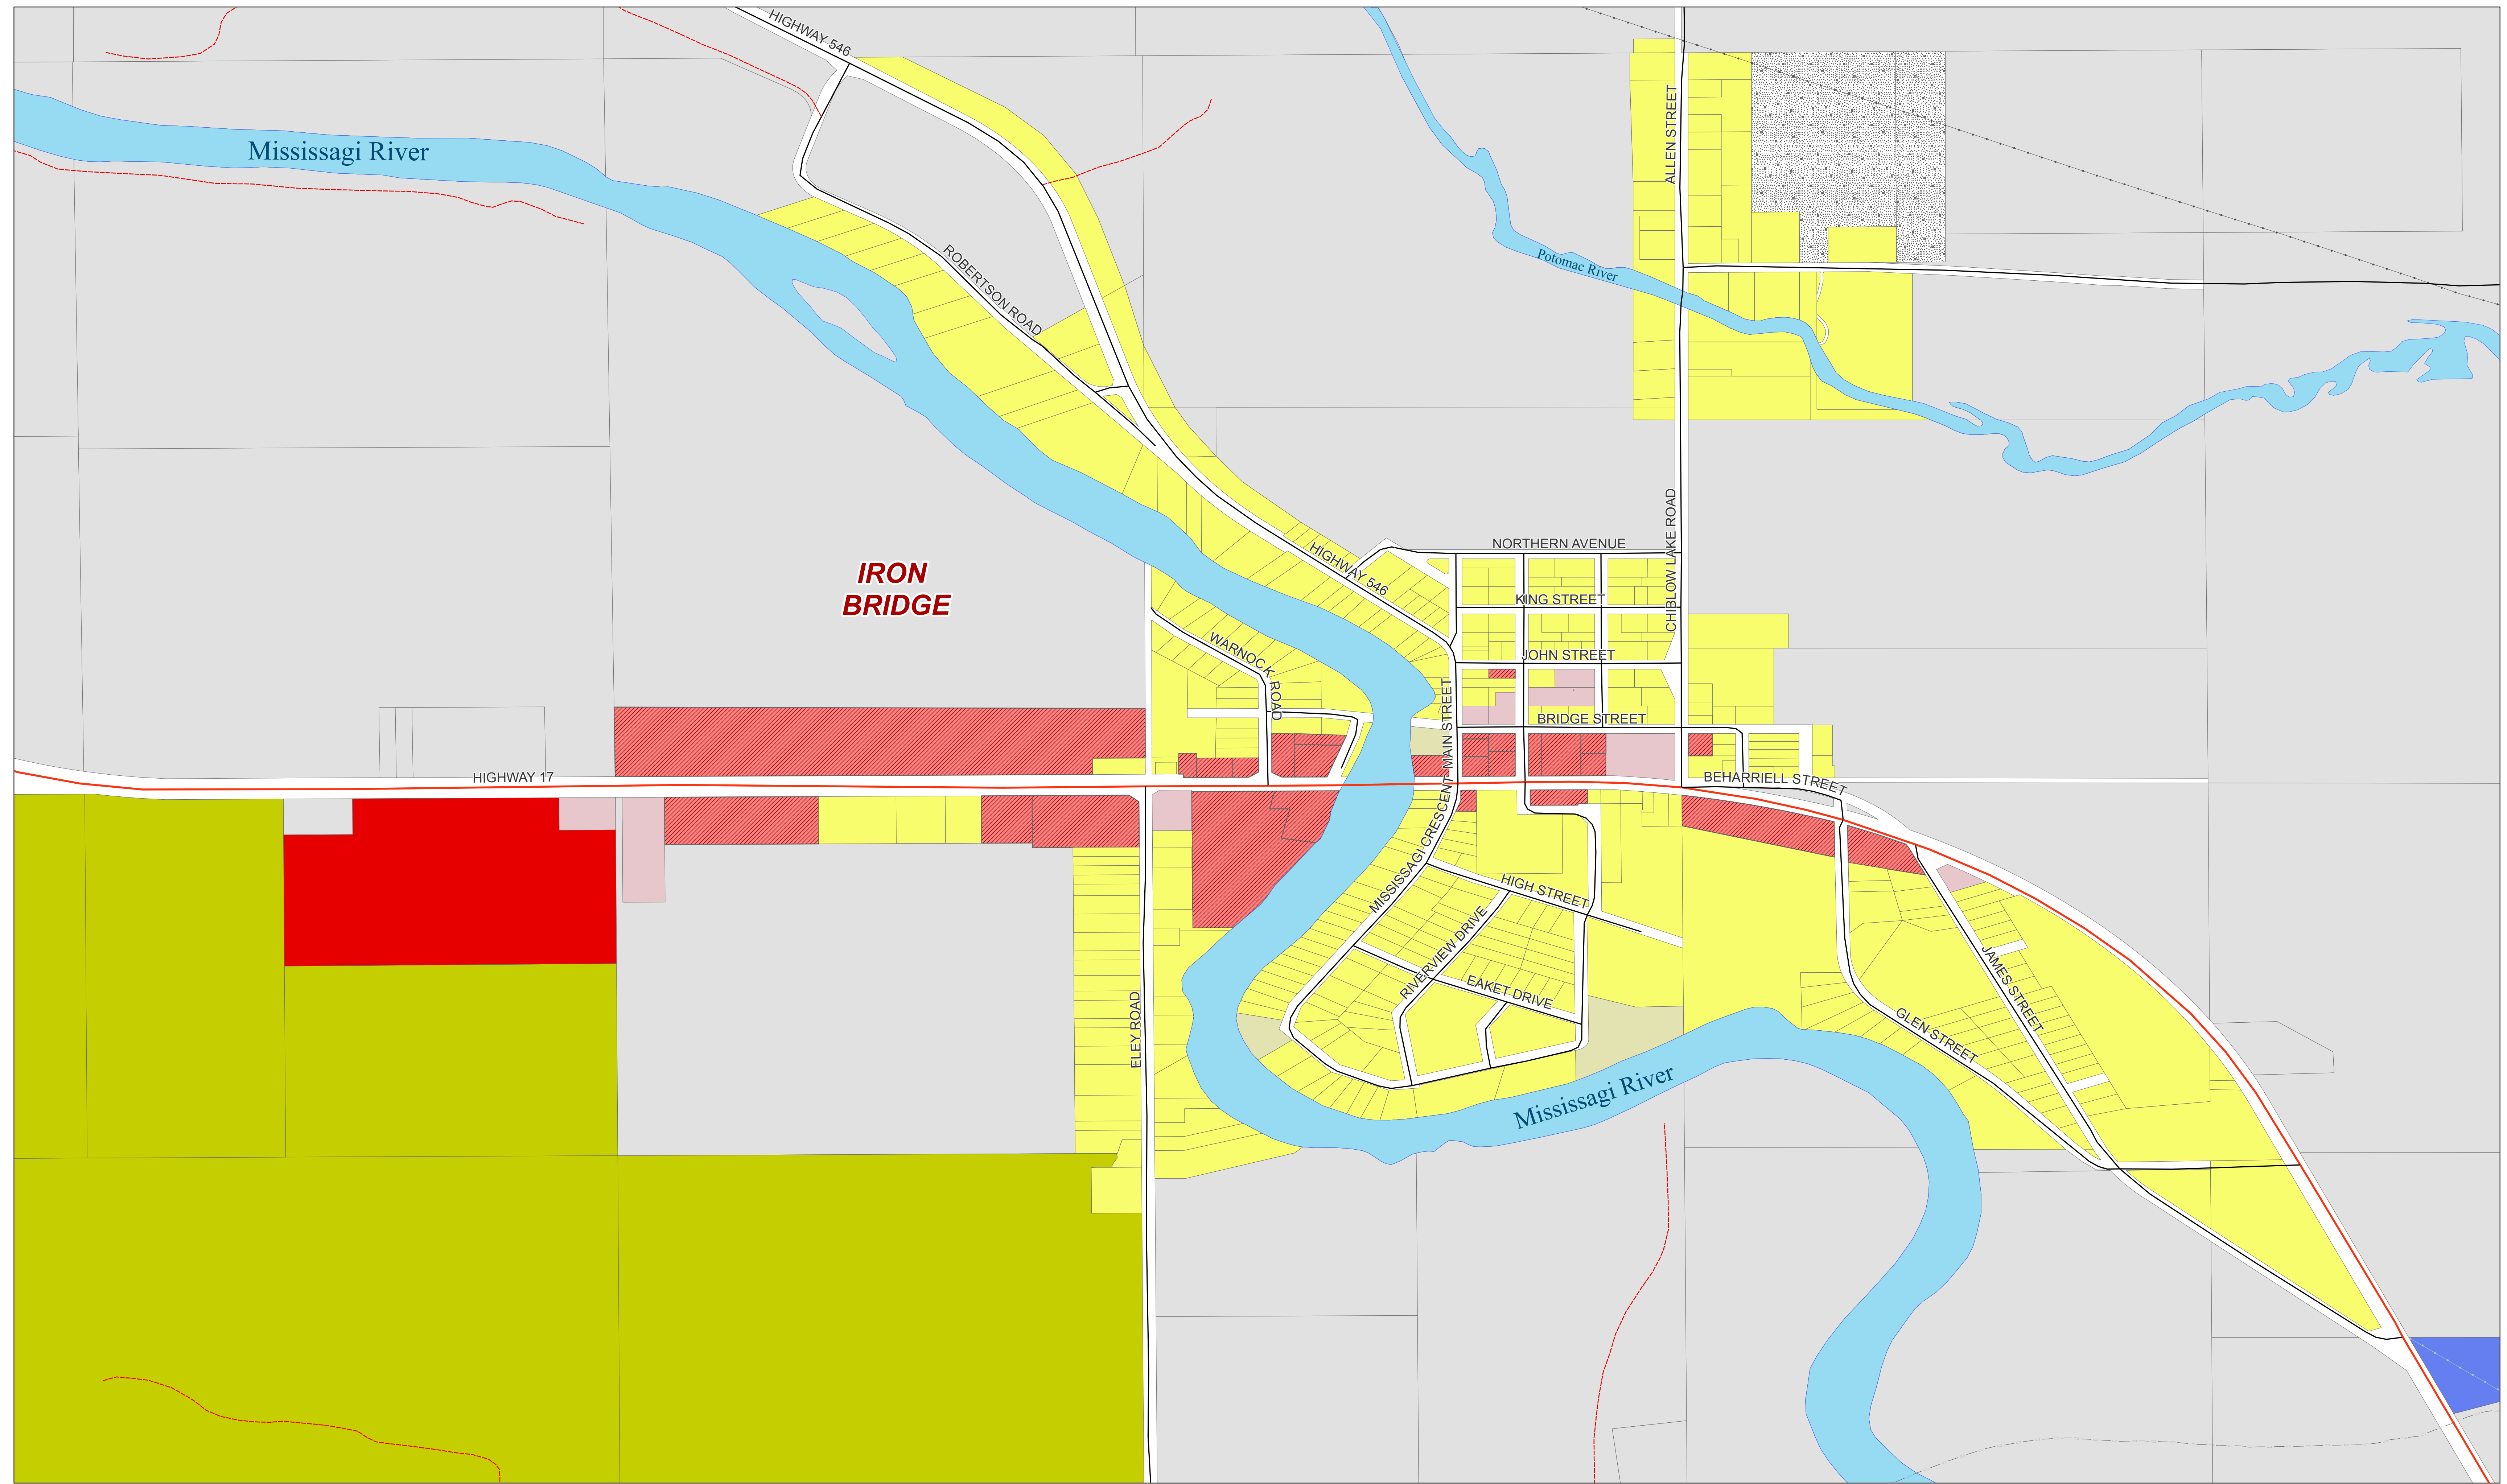 HIGHWAY 546
ALLEN STREET
Mississagi River
ROBERTSON ROAD
Potomac River
NORTHERN AVENUE
HIGHWAY 546
CHIBLOW LAKE ROAD
IRON
BRIDGE
KING STREET
WARNOCK ROAD
JOHN STREET
MAIN STREET
BRIDGE STREET
HIGHWAY 17
BEHARRIELL STREET
MISSISSAGI CRESCENT
HIGH STREET
RIVERVIEW DRIVE
EAKET DRIVE
JAMES STREET
ELEY ROAD
GLEN STREET
Mississagi River